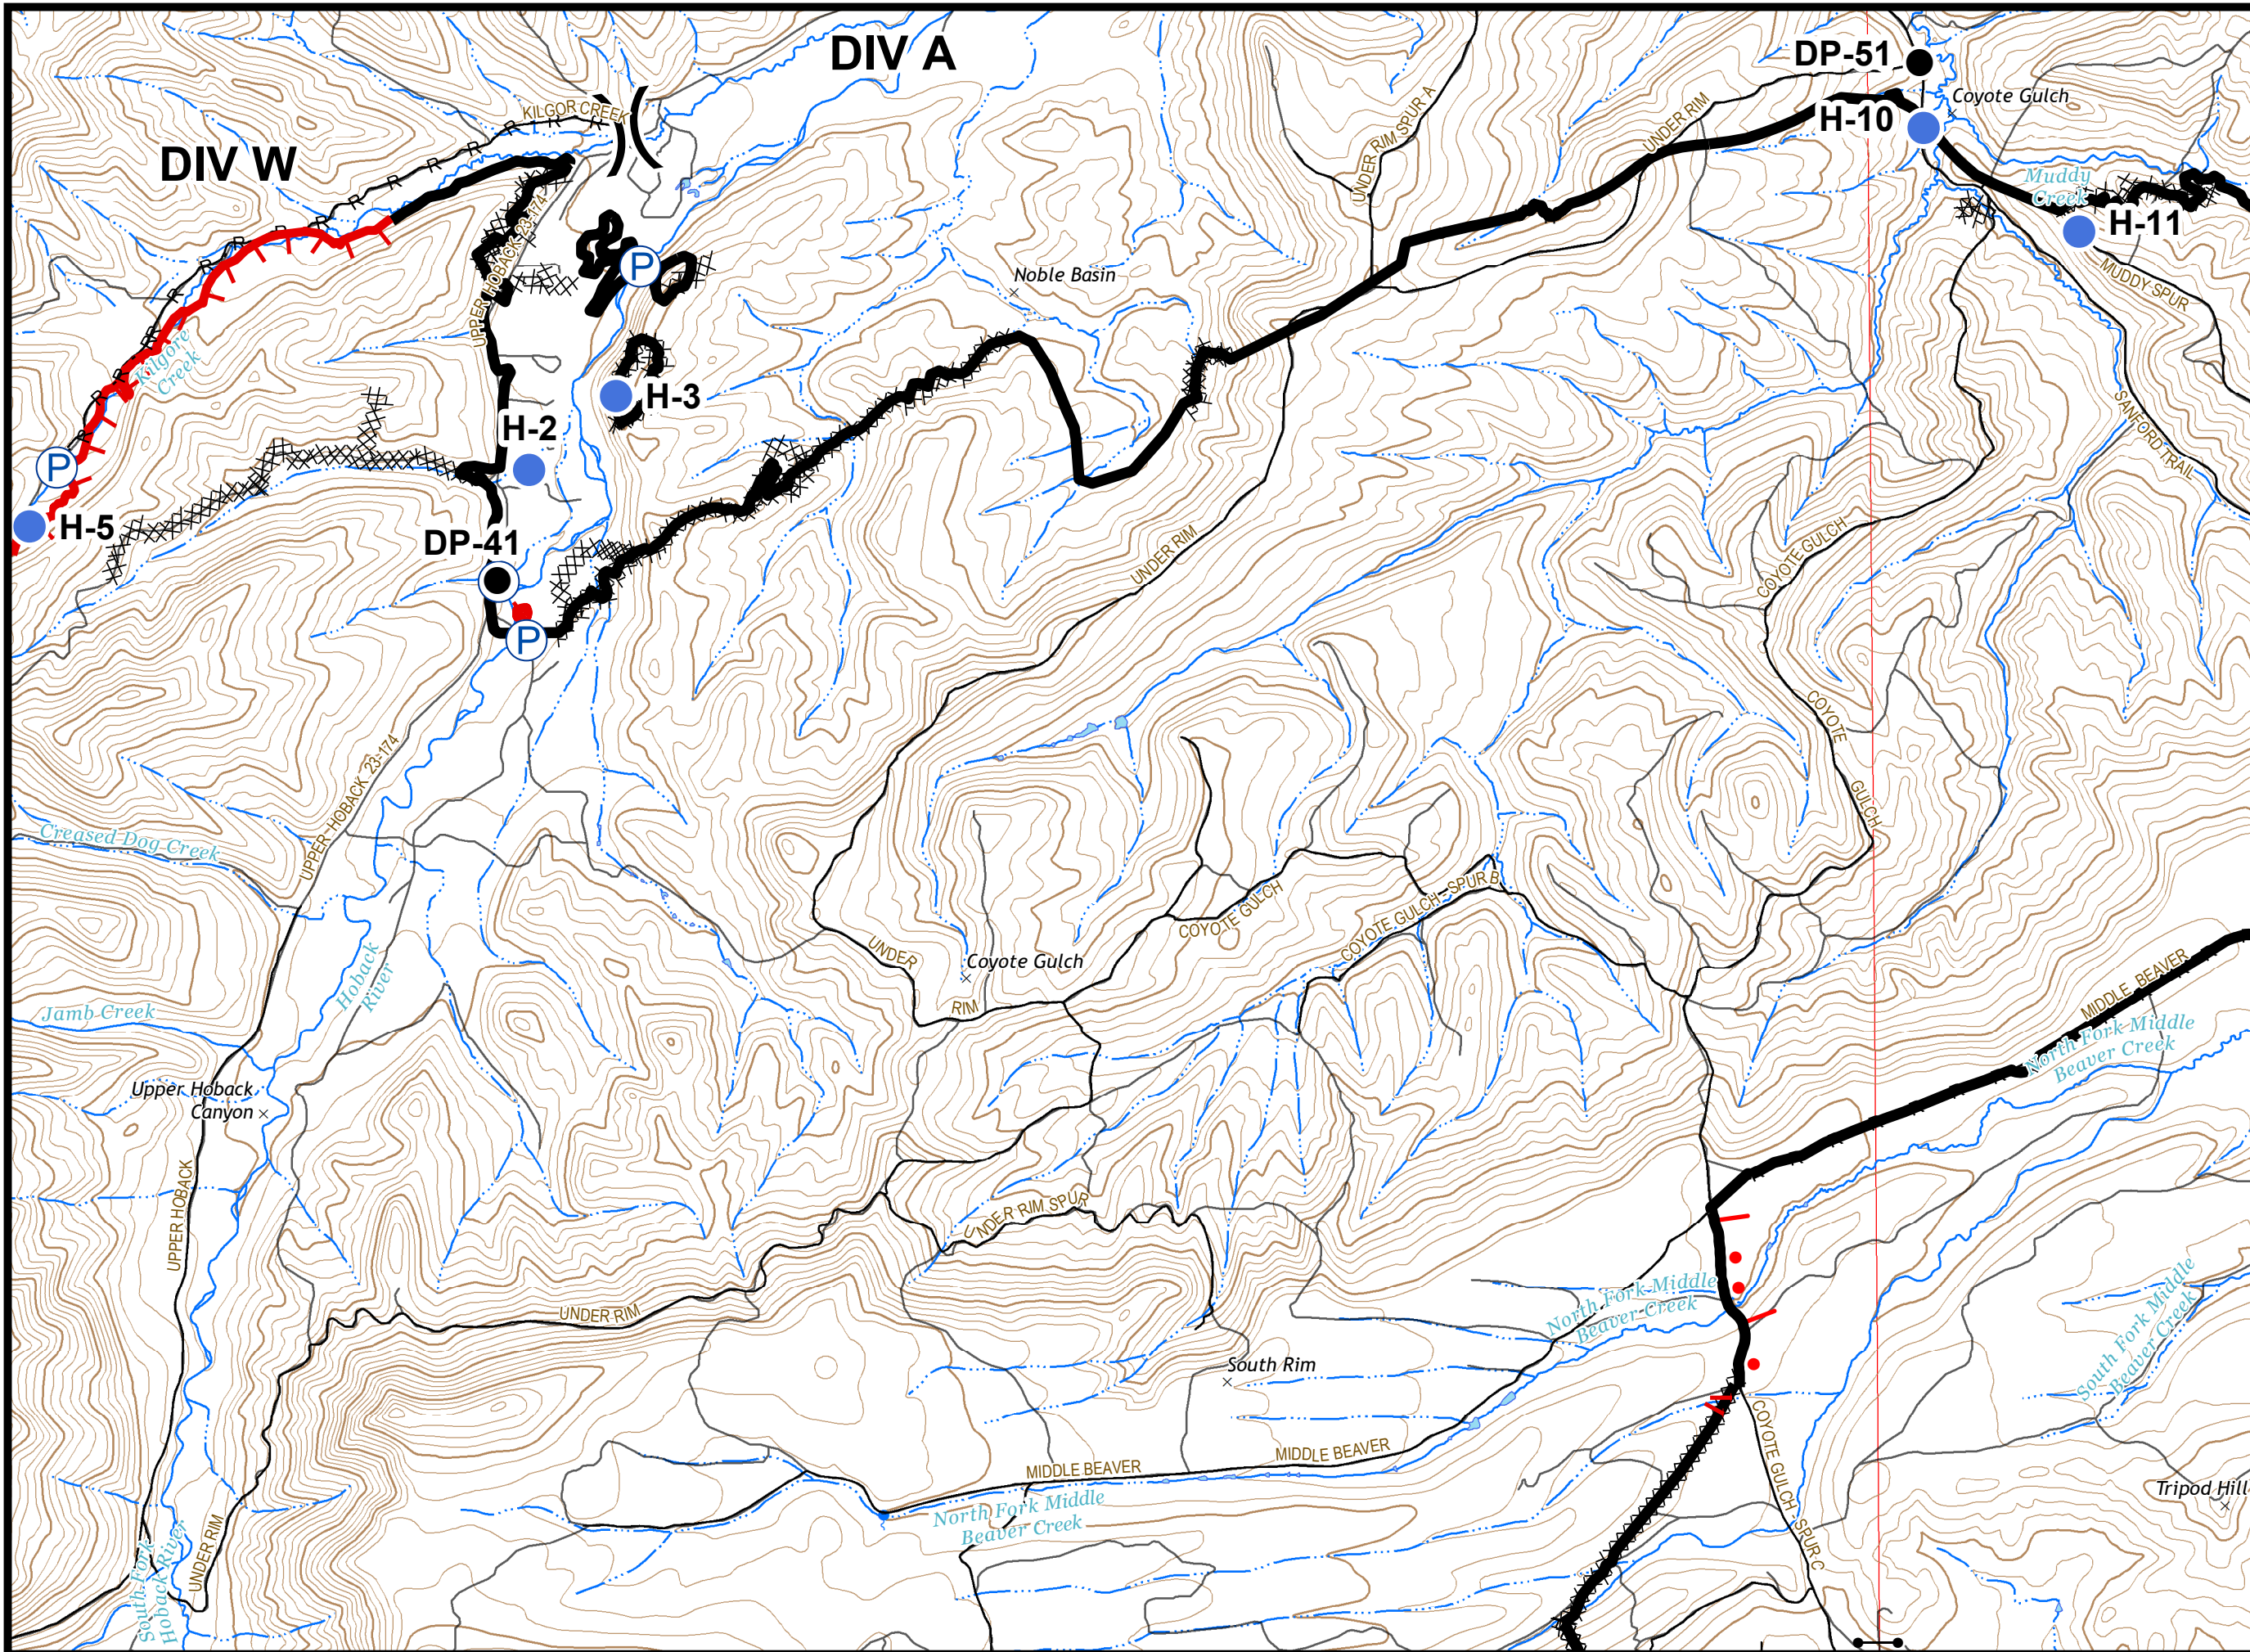 DIV A
DP-51
Coyote Gulch
KILGOR CREEK
R R R R R R R R R R R R R R
H-10
UNDER RIM SPUR A
UNDER RIM
DIV W
Muddy
Creek
H-11
UPPER HOBACK 23-174
P
Noble Basin
MUDDY SPUR
Kilgore
Creek
H-3
H-2
SANFORD TRAIL
P
H-5
DP-41
UNDER RIM
COYOTE GULCH
P
COYOTE
GULCH
UPPER HOBACK 23-174
Creased Dog Creek
COYOTE GULCH
COYOTE GULCH - SPUR B
UNDER
RIM
Coyote Gulch
Hoback
River
MIDDLE BEAVER
Jamb Creek
North Fork Middle
Beaver Creek
Upper Hoback
Canyon
UPPER HOBACK
UNDER RIM SPUR
UNDER RIM
North Fork Middle
Beaver Creek
South Fork Middle
Beaver Creek
South Rim
MIDDLE BEAVER
MIDDLE BEAVER
COYOTE GULCH - SPUR C
North Fork Middle
Beaver Creek
Tripod Hill
UNDER RIM
South Fork
Hoback River